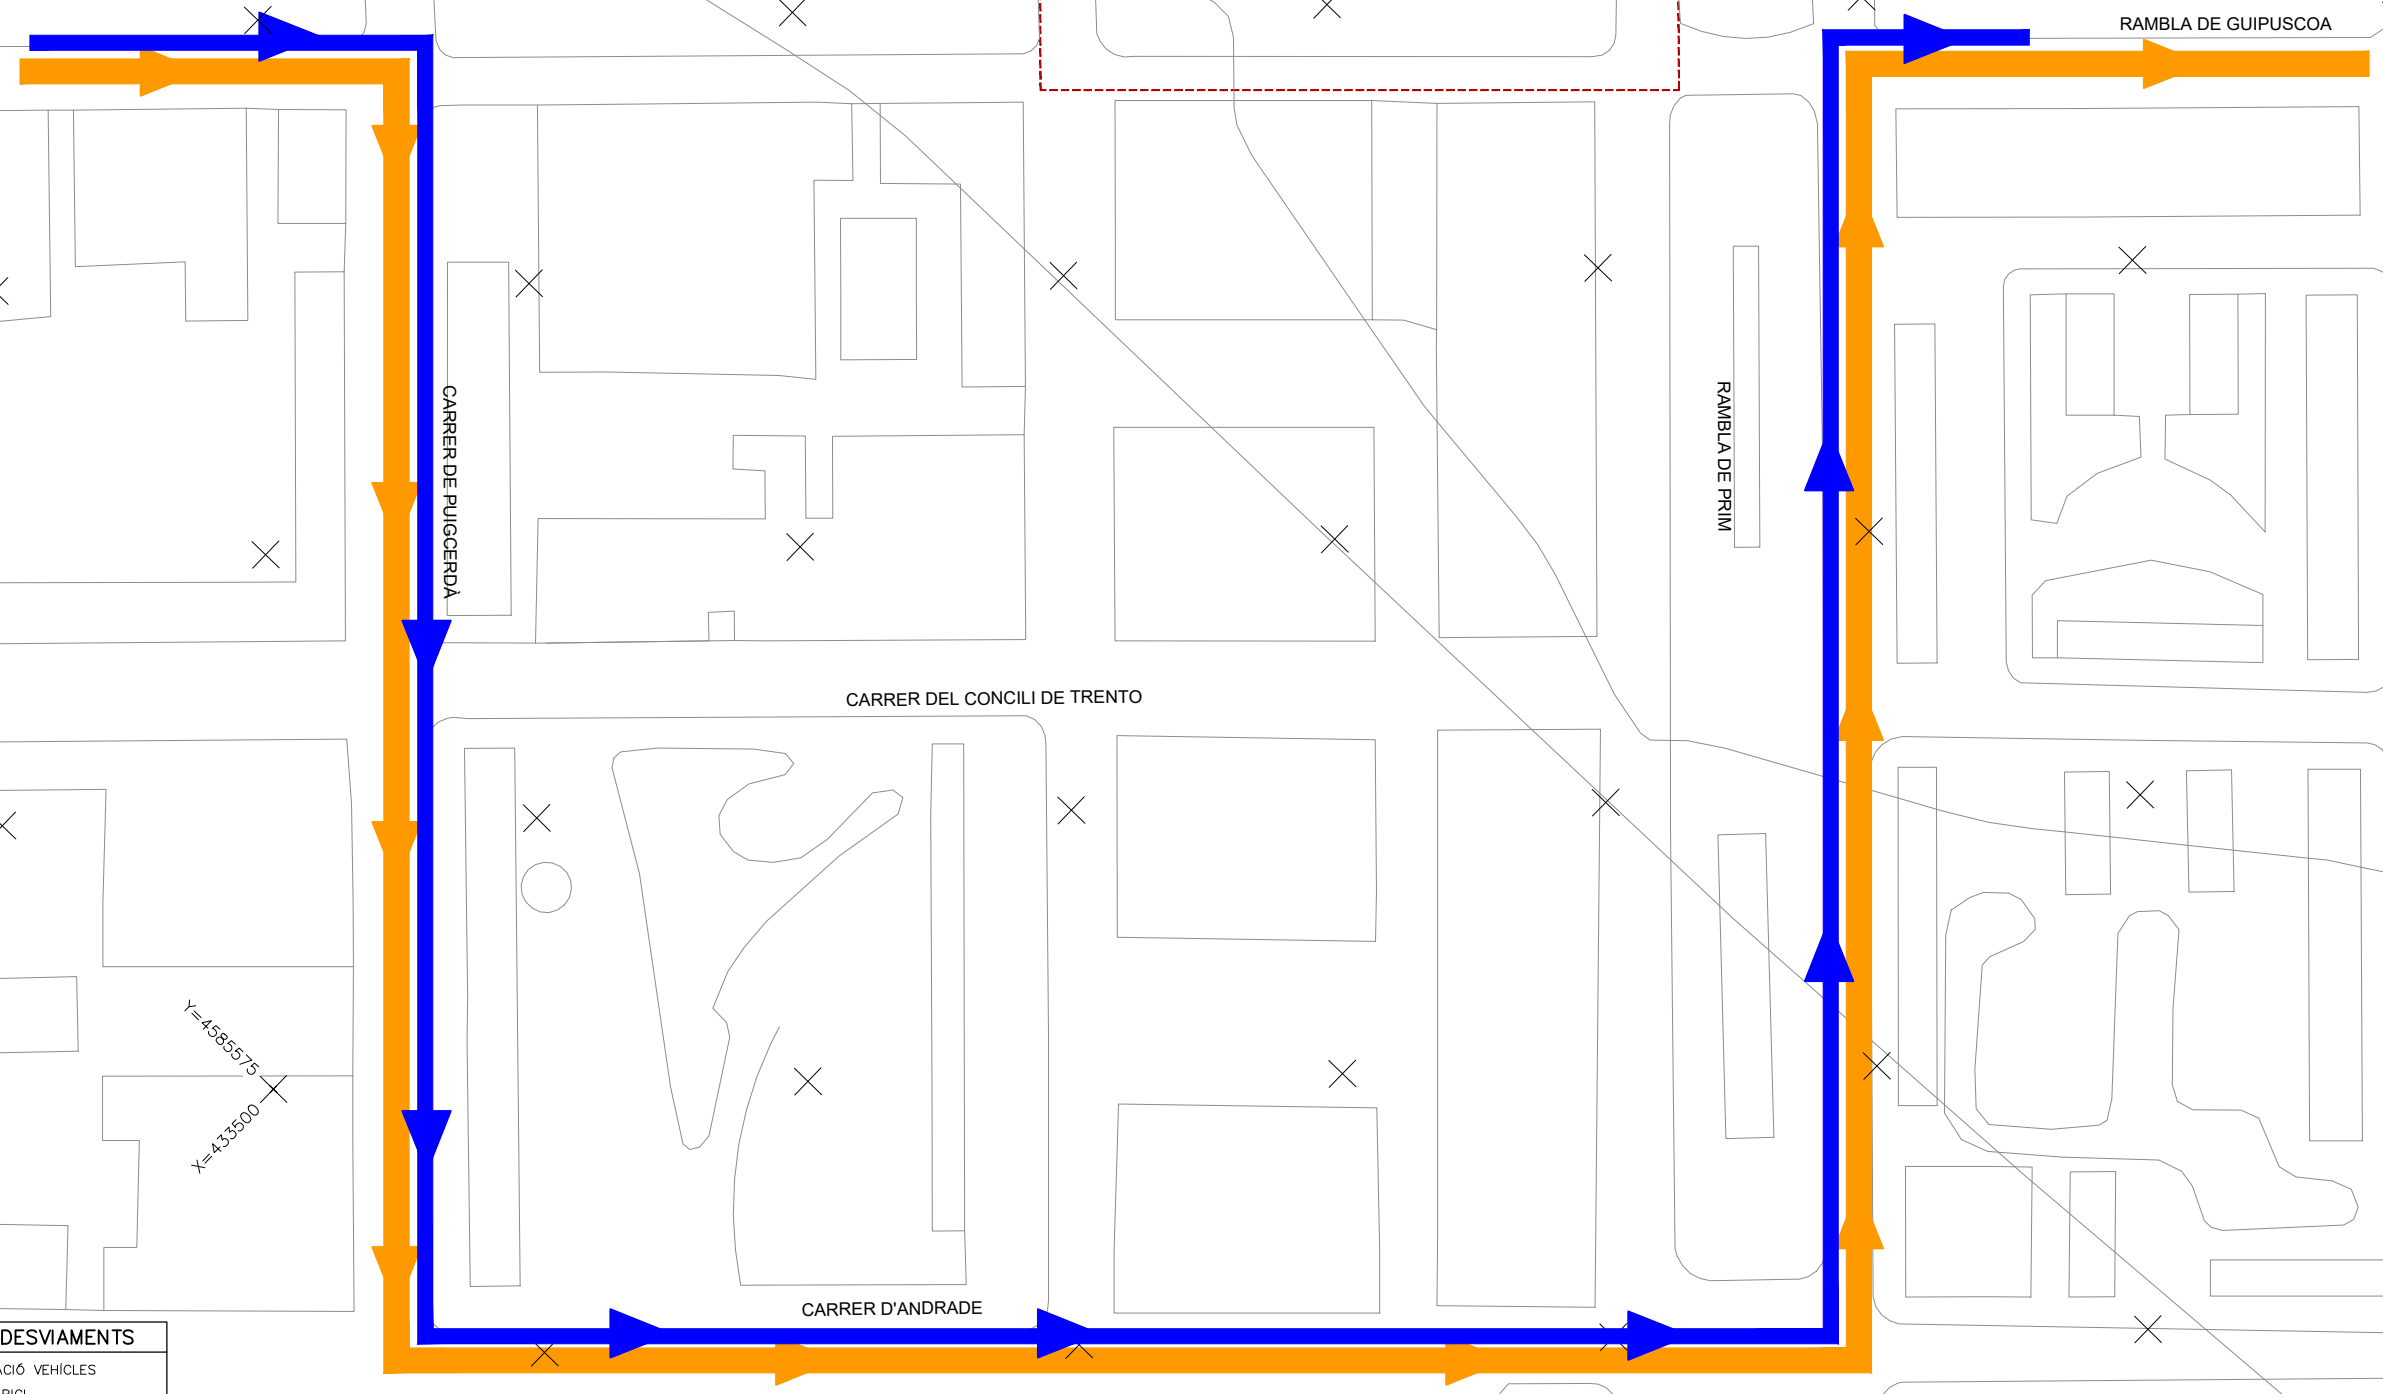 RAMBLA DE GUIPUSCOA
CARRER DE PUIGCERDÀ
RAMBLA DE PRIM
CARRER DEL CONCILI DE TRENTO
Y=4585575
X=433500
CARRER D'ANDRADE
DESVIAMENTS
VEHÍCLES